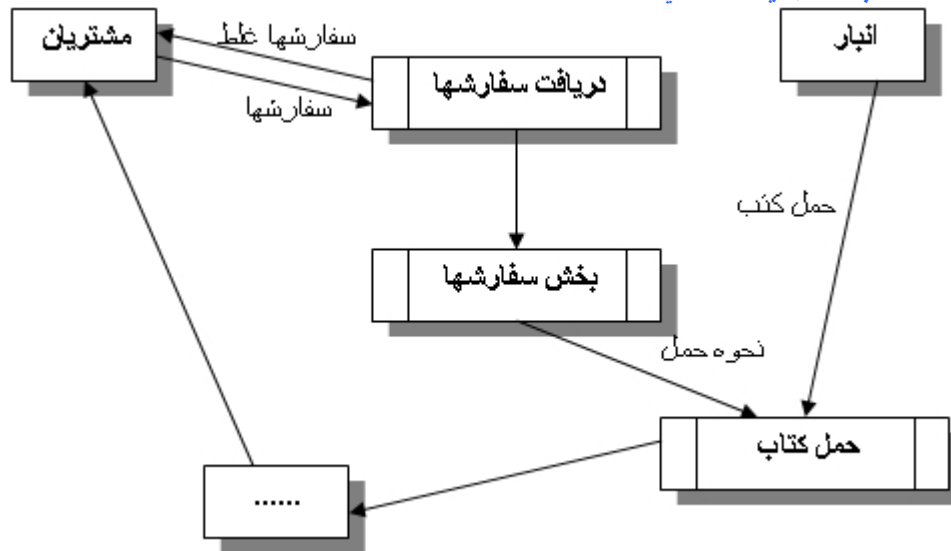 مشتریان
سفارشها غلط
انبار
دریافت سفارشها
سفارشها
حمل کتب
بخش سفارشها
نحوه حمل
حمل کتاب
......